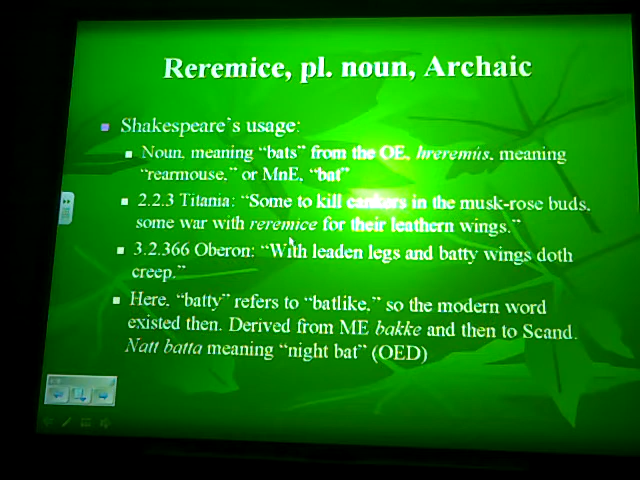 Reremice, pl. noun, Archaic
Shakespeare`s usage:
Noun, meaning “bats” from the OE, hreremūs, meaning
“rearmouse,” or MnE, “bat”
2.2.3 Titania: “Some to kill cankers in the musk-rose buds,
some war with reremice for their leathern wings.”
3.2.366 Oberon: “With leaden legs and batty wings doth
creep.”
Here, “batty” refers to “batlike,” so the modern word
existed then. Derived from ME bakke and then to Scand.
Natt batta meaning “night bat” (OED)